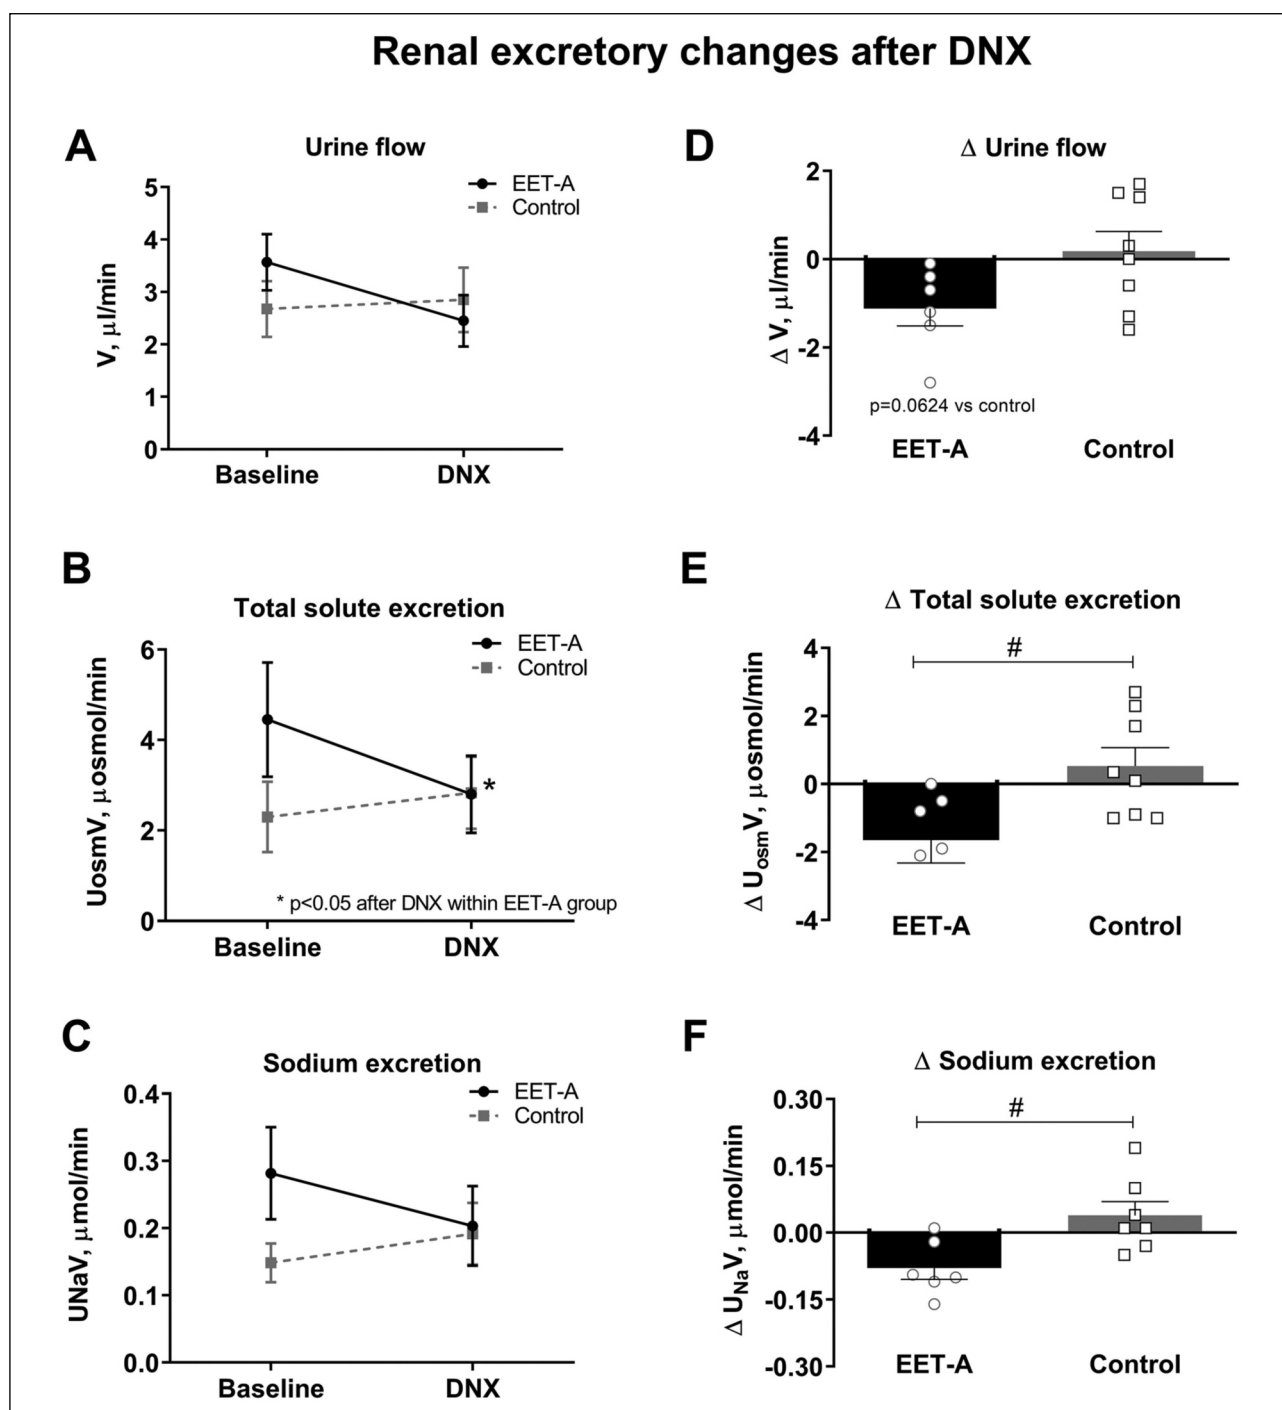 Renal excretory changes after DNX
A
Urine flow
EET-A
Control
5
4
3
2
1
0
V, μl/min
Baseline
DNX
D
Δ Urine flow
2
0
-2
-4
Δ V, μl/min
p=0.0624 vs control
EET-A
Control
B
Total solute excretion
EET-A
Control
6
4
2
0
UosmV, μosmol/min
*
* p<0.05 after DNX within EET-A group
Baseline
DNX
E
Δ Total solute excretion
#
4
2
0
-2
-4
Δ UosmV, μosmol/min
EET-A
Control
C
Sodium excretion
EET-A
Control
0.4
0.3
0.2
0.1
0.0
UNaV, μmol/min
Baseline
DNX
F
Δ Sodium excretion
#
0.30
0.15
0.00
-0.15
-0.30
Δ UNaV, μmol/min
EET-A
Control